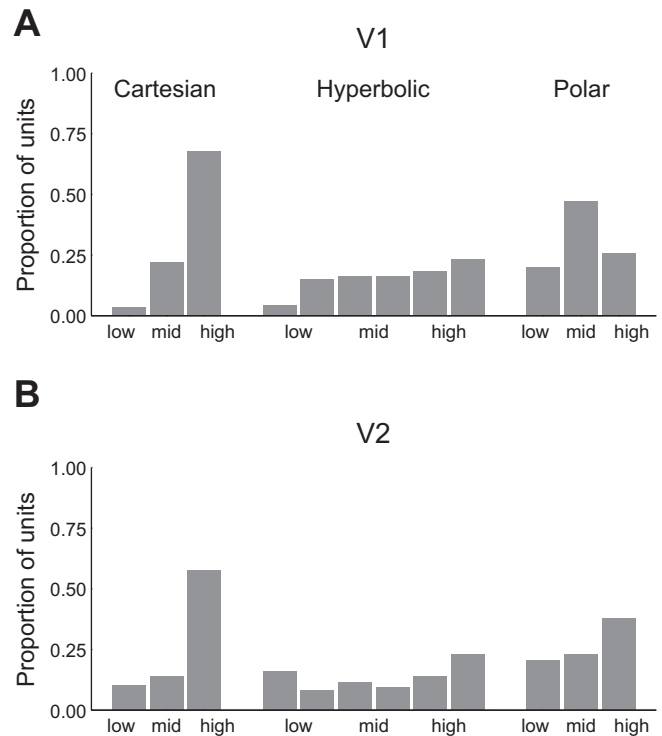 A
V1
1.00
Cartesian Hyperbolic Polar
0.75
0.50
0.25
0.00
Proportion of units
low mid high low mid high low mid high
B
V2
1.00
0.75
0.50
0.25
0.00
Proportion of units
low mid high low mid high low mid high